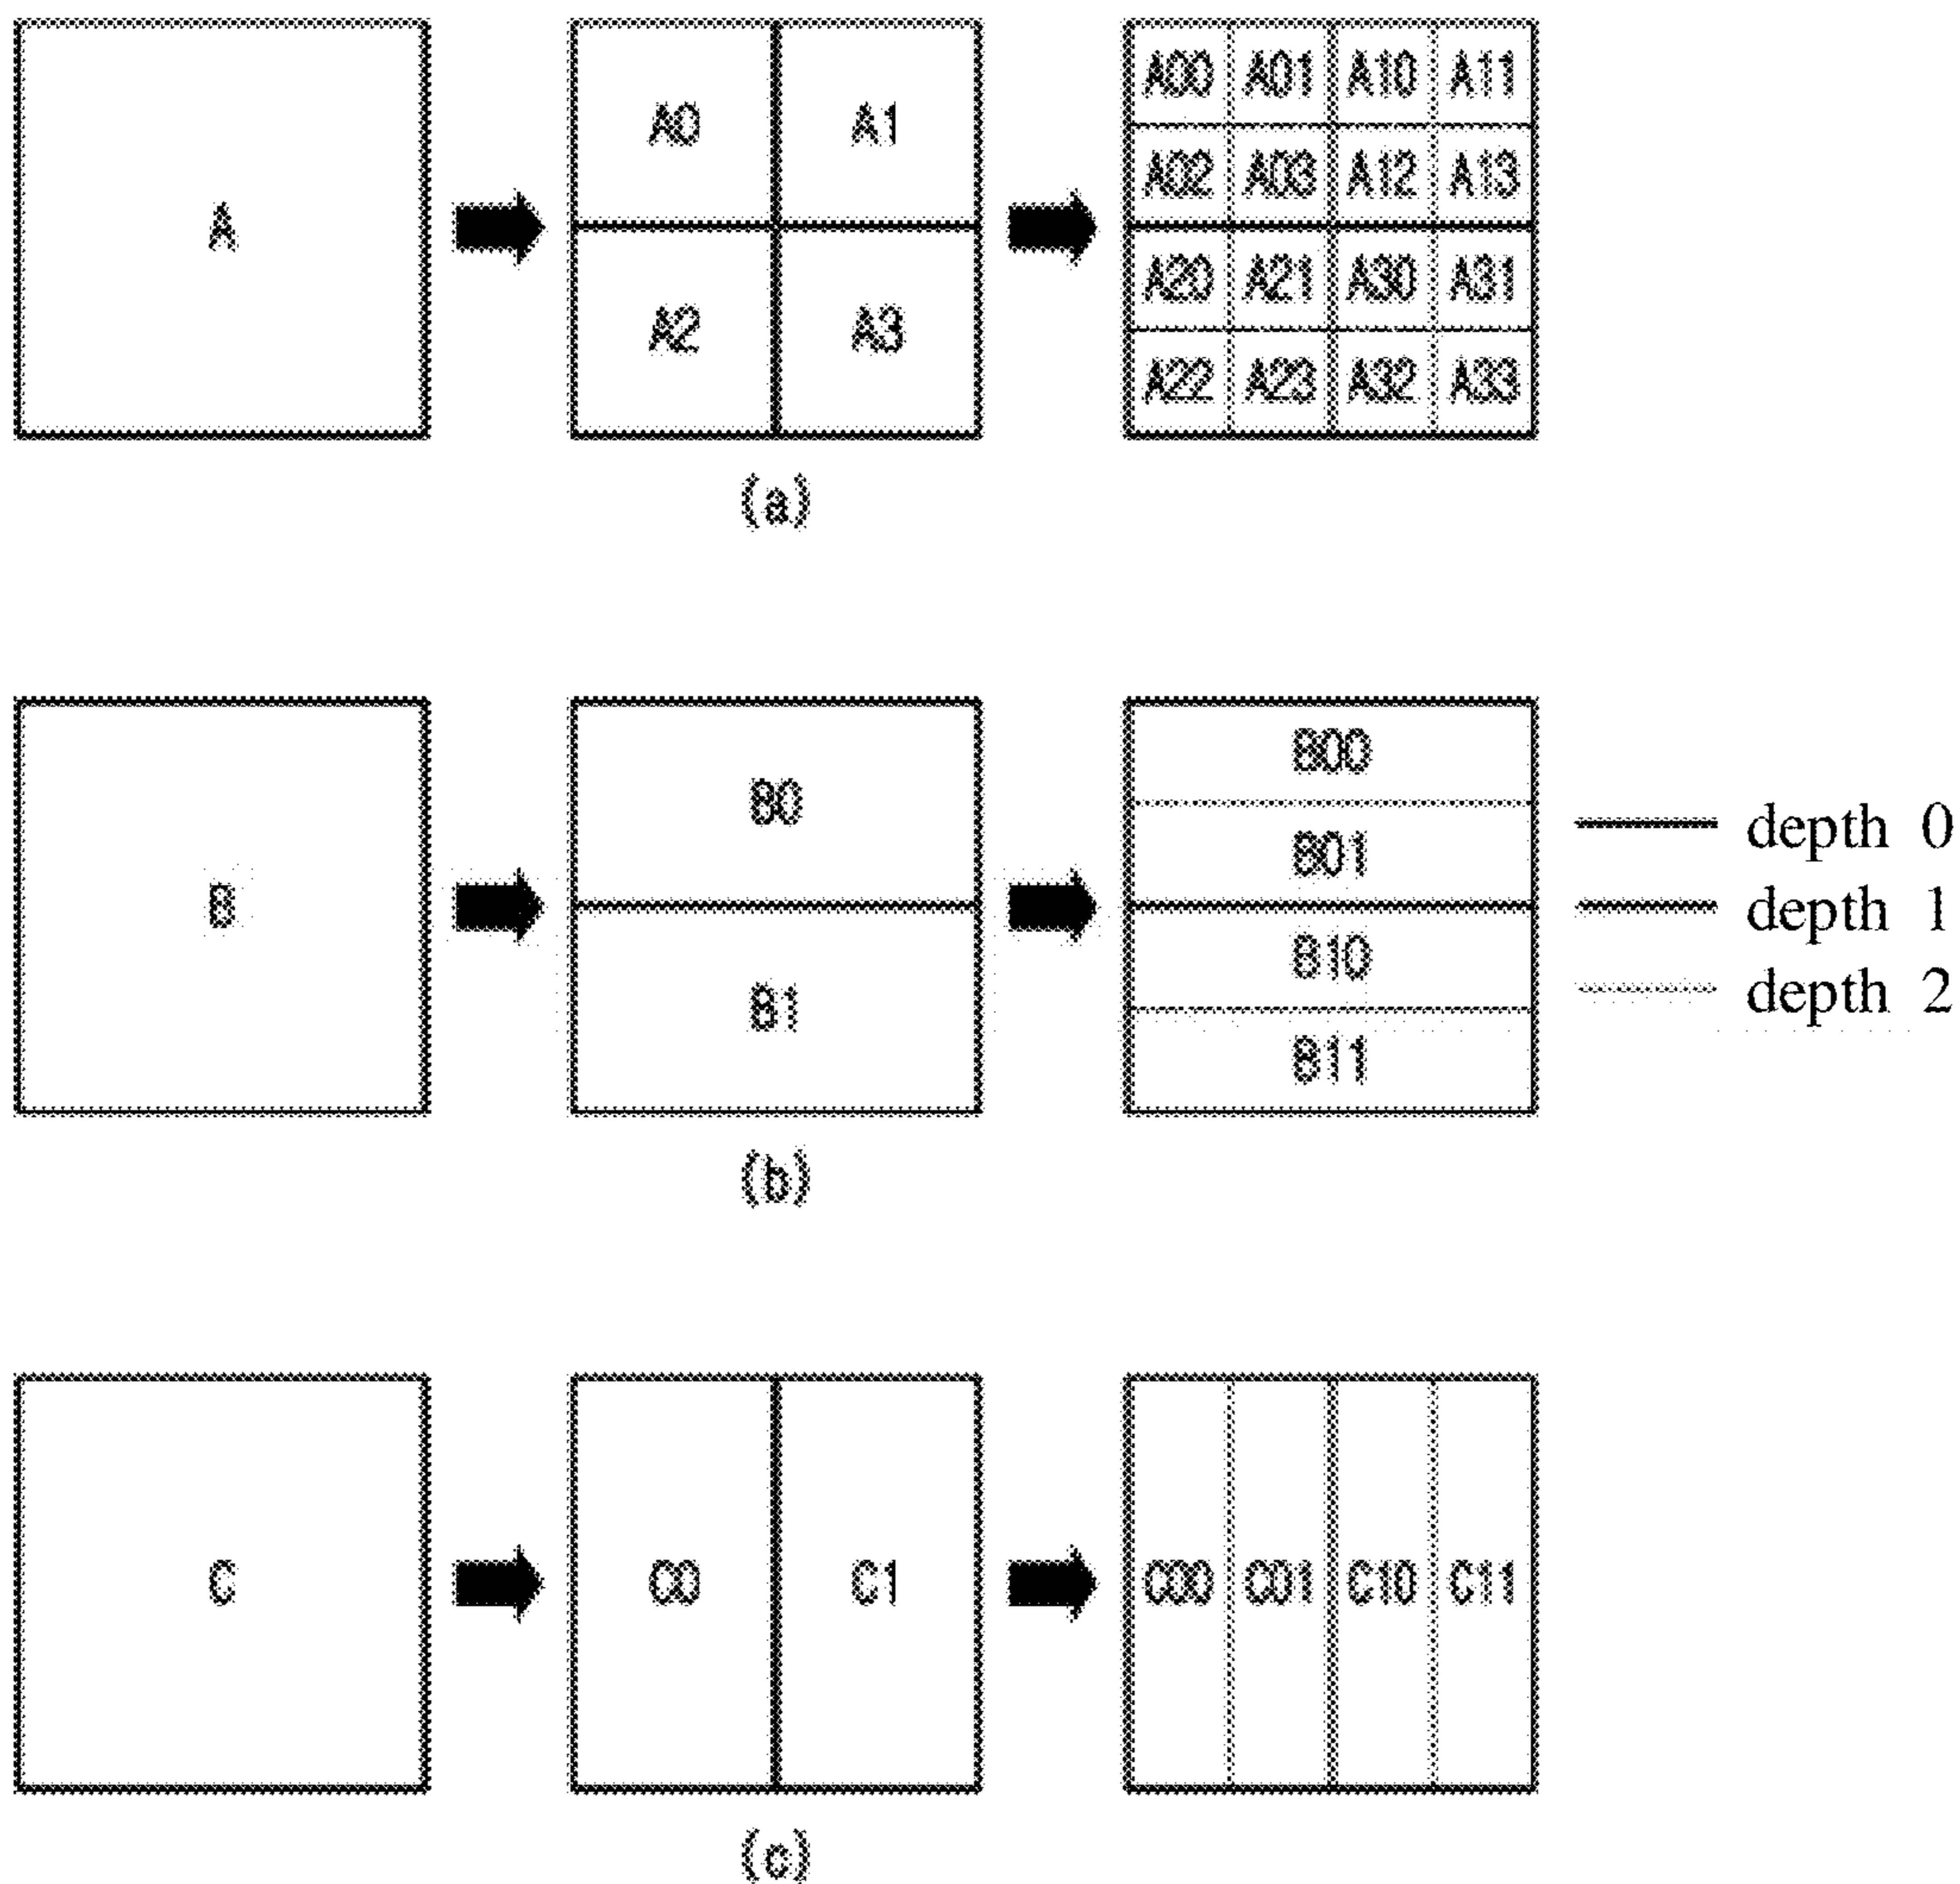 A
A0 A1
A2 A3
A00 A01 A10 A11
A02 A03 A12 A13
A20 A21 A30 A31
A22 A23 A32 A33
(a)
B
B0
B1
B00
B01
B10
B11
depth 0
depth 1
depth 2
(b)
C
C0 C1
C00 C01 C10 C11
(c)